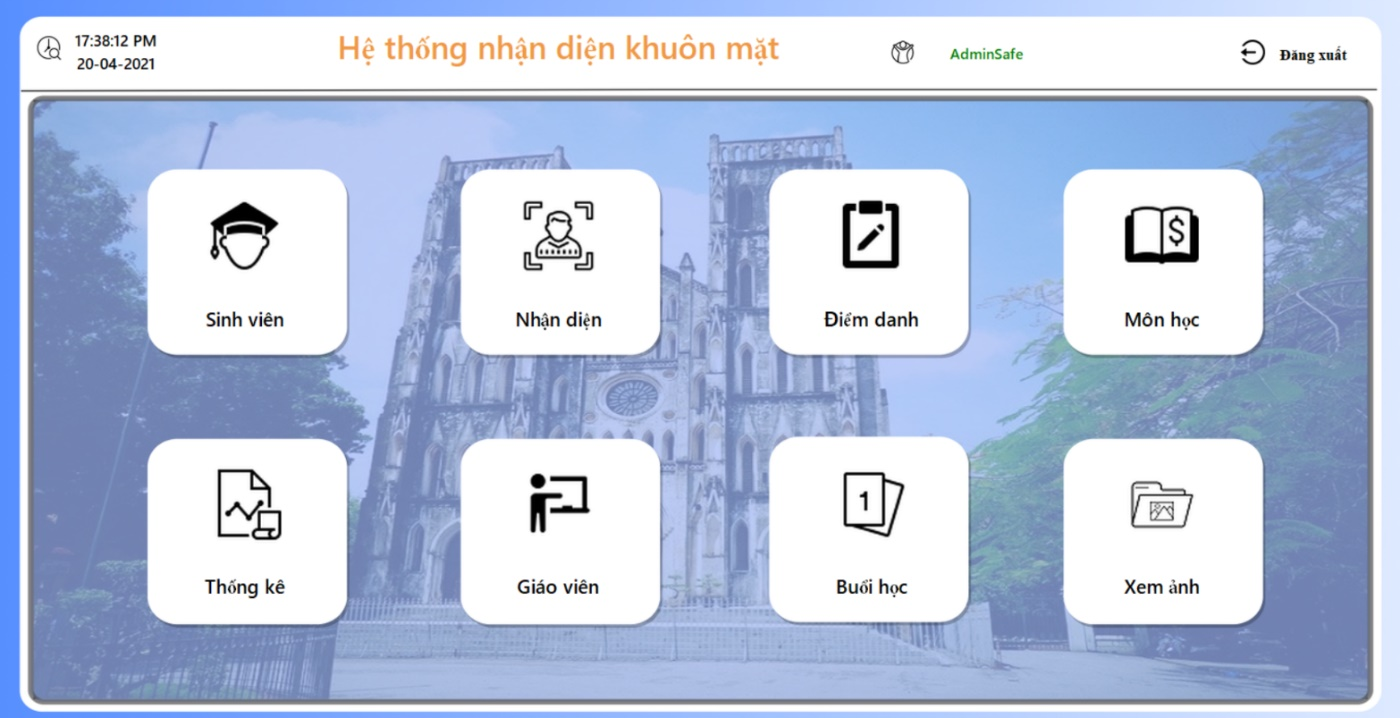 17:38:12 PM
20-04-2021
Hệ thống nhận diện khuôn mặt
AdminSafe
Đăng xuất
Sinh viên
Nhận diện
Điểm danh
Môn học
$
Thống kê
Giáo viên
1
Buổi học
Xem ảnh